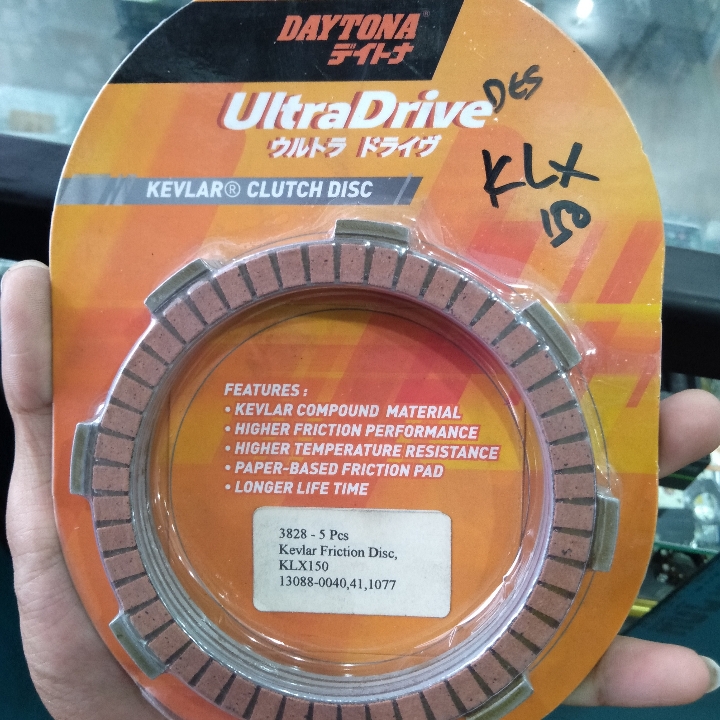 DAYTONA®
デイトナ
UltraDrive
ウルトラ ドライヴ
DES
KLX
150
KEVLAR® CLUTCH DISC
FEATURES :
• KEVLAR COMPOUND MATERIAL
• HIGHER FRICTION PERFORMANCE
• HIGHER TEMPERATURE RESISTANCE
• PAPER-BASED FRICTION PAD
• LONGER LIFE TIME
3828 - 5 Pcs
Kevlar Friction Disc,
KLX150
13088-0040,41,1077